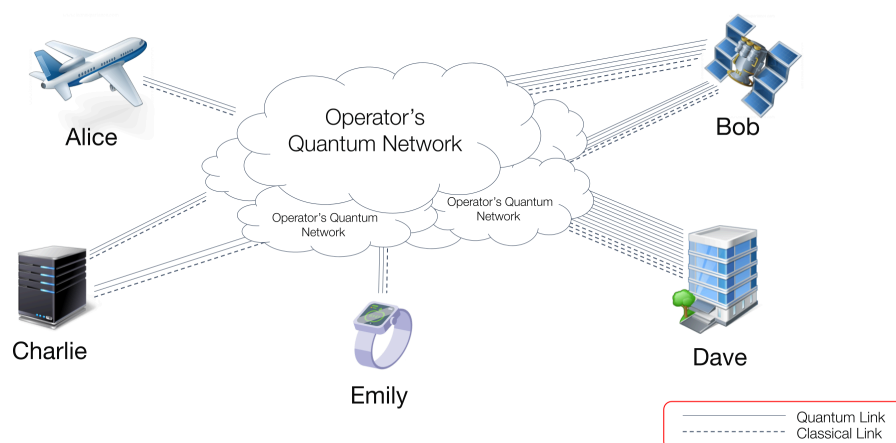 Operator's
Quantum Network
Alice
Bob
Operator's Quantum
Network
Operator's Quantum
Network
Charlie
Emily
Dave
Quantum Link
Classical Link